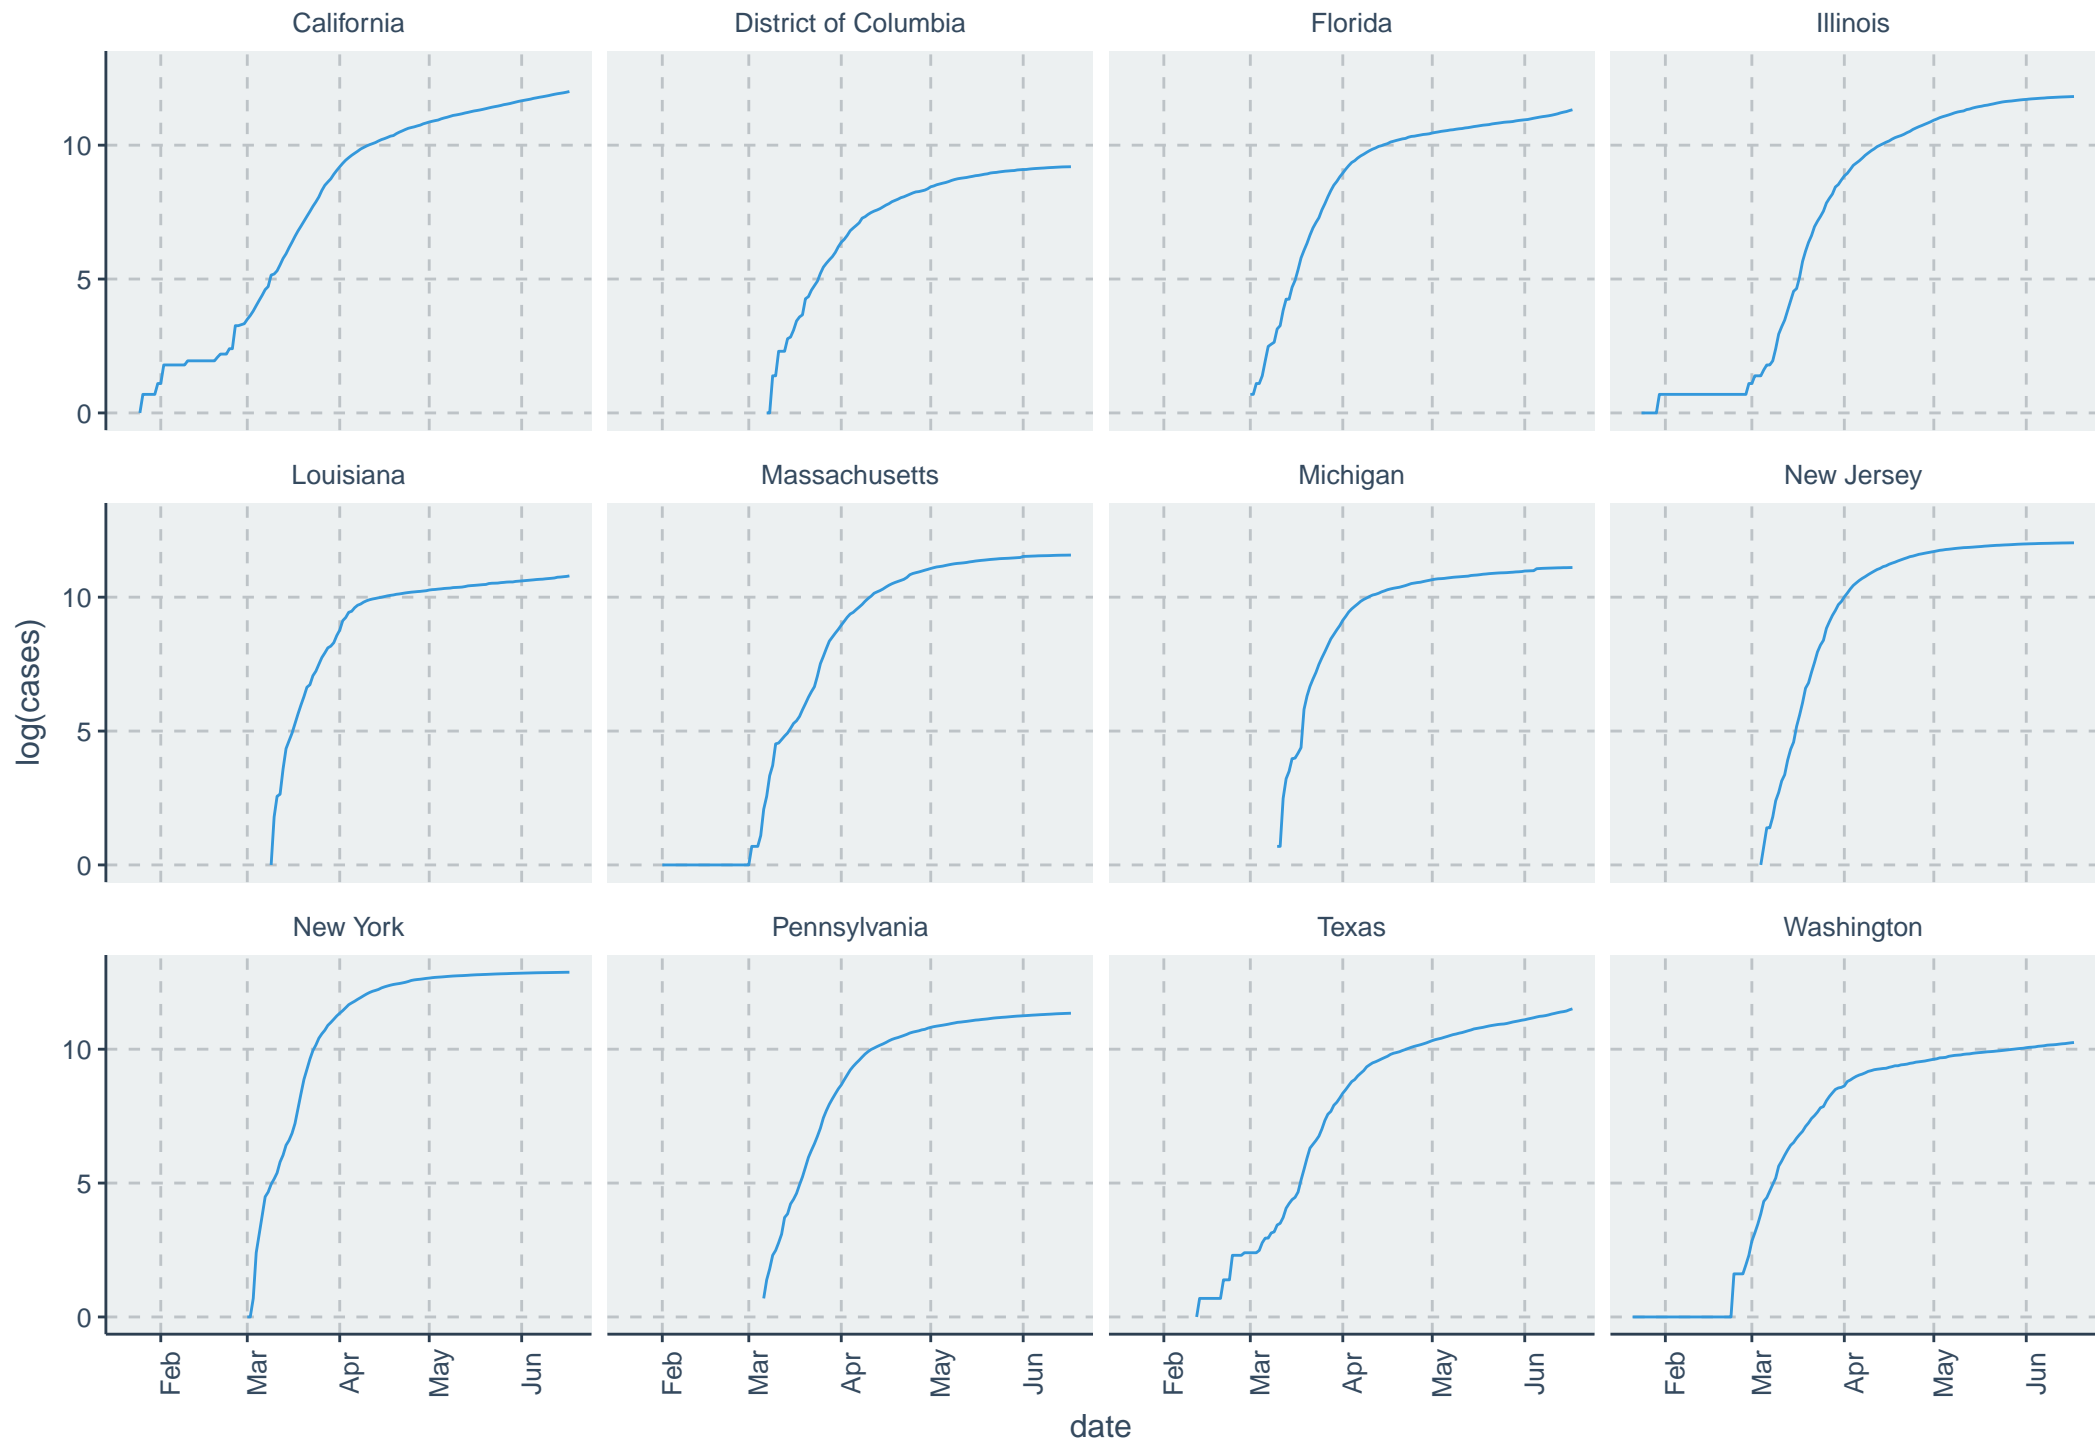 California District of Columbia Florida Illinois
10
5
0
Louisiana Massachusetts Michigan New Jersey
10
5
0
log(cases)
New York Pennsylvania Texas Washington
10
5
0
Feb Mar Apr May Jun Feb Mar Apr May Jun Feb Mar Apr May Jun Feb Mar Apr May Jun
date